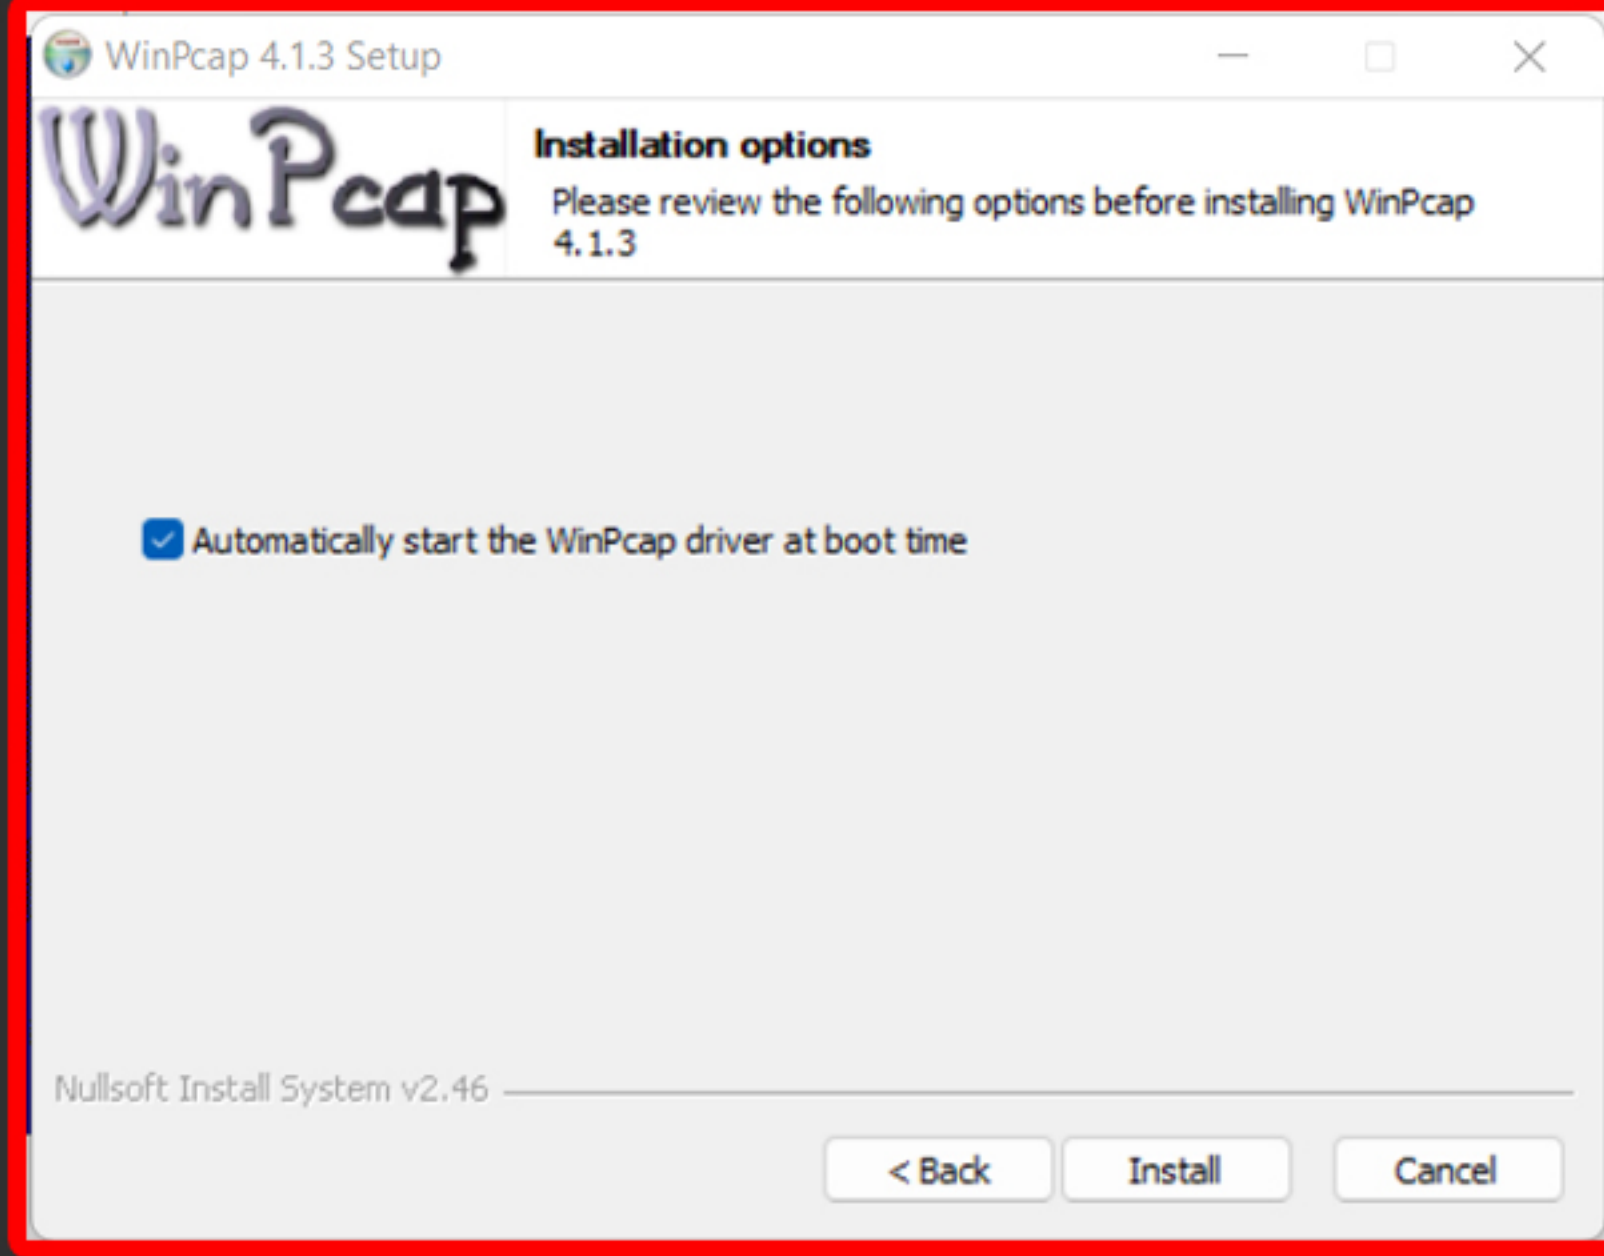 WinPcap 4.1.3 Setup
WinPcap
Installation options
Please review the following options before installing WinPcap
4.1.3
Automatically start the WinPcap driver at boot time
Nullsoft Install System v2.46
< Back
Install
Cancel